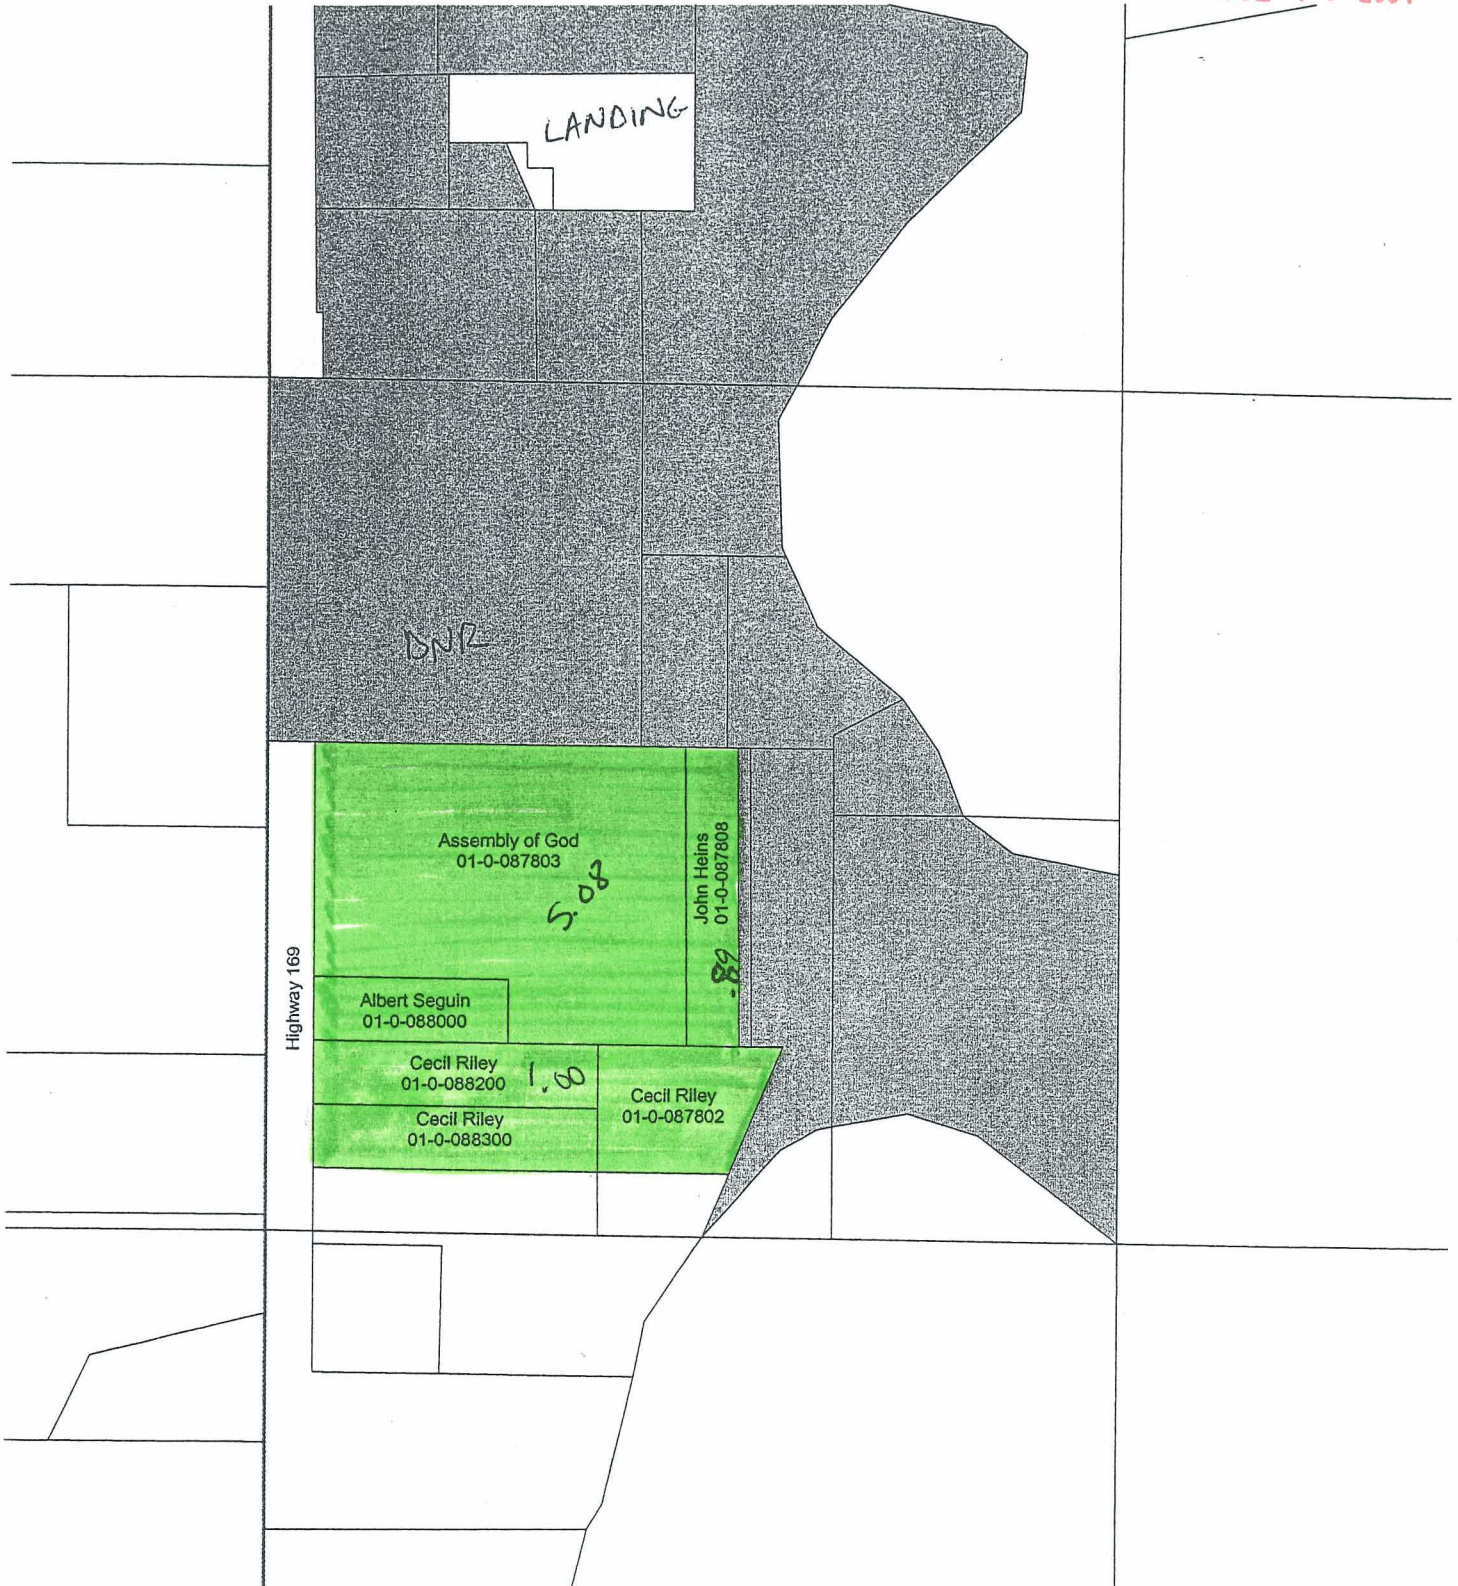 LANDING
DNR
Assembly of God
01-0-087803
5.08
John Heins
01-0-087808
.89
Highway 169
Albert Seguin
01-0-088000
Cecil Riley
01-0-088200
1.00
Cecil Riley
01-0-087802
Cecil Riley
01-0-088300